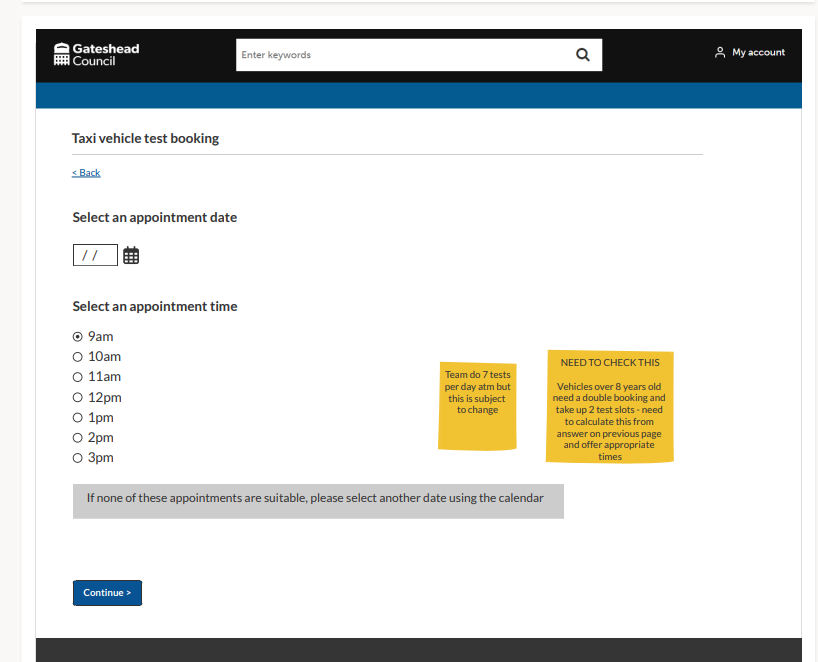 Gateshead
Council
Enter keywords
My account
Taxi vehicle test booking
< Back
Select an appointment date
/ /
Select an appointment time
9am
10am
11am
12pm
1pm
2pm
3pm
Team do 7 tests
per day atm but
this is subject
to change
NEED TO CHECK THIS
Vehicles over 8 years old
need a double booking and
take up 2 test slots - need
to calculate this from
answer on previous page
and offer appropriate
times
If none of these appointments are suitable, please select another date using the calendar
Continue >